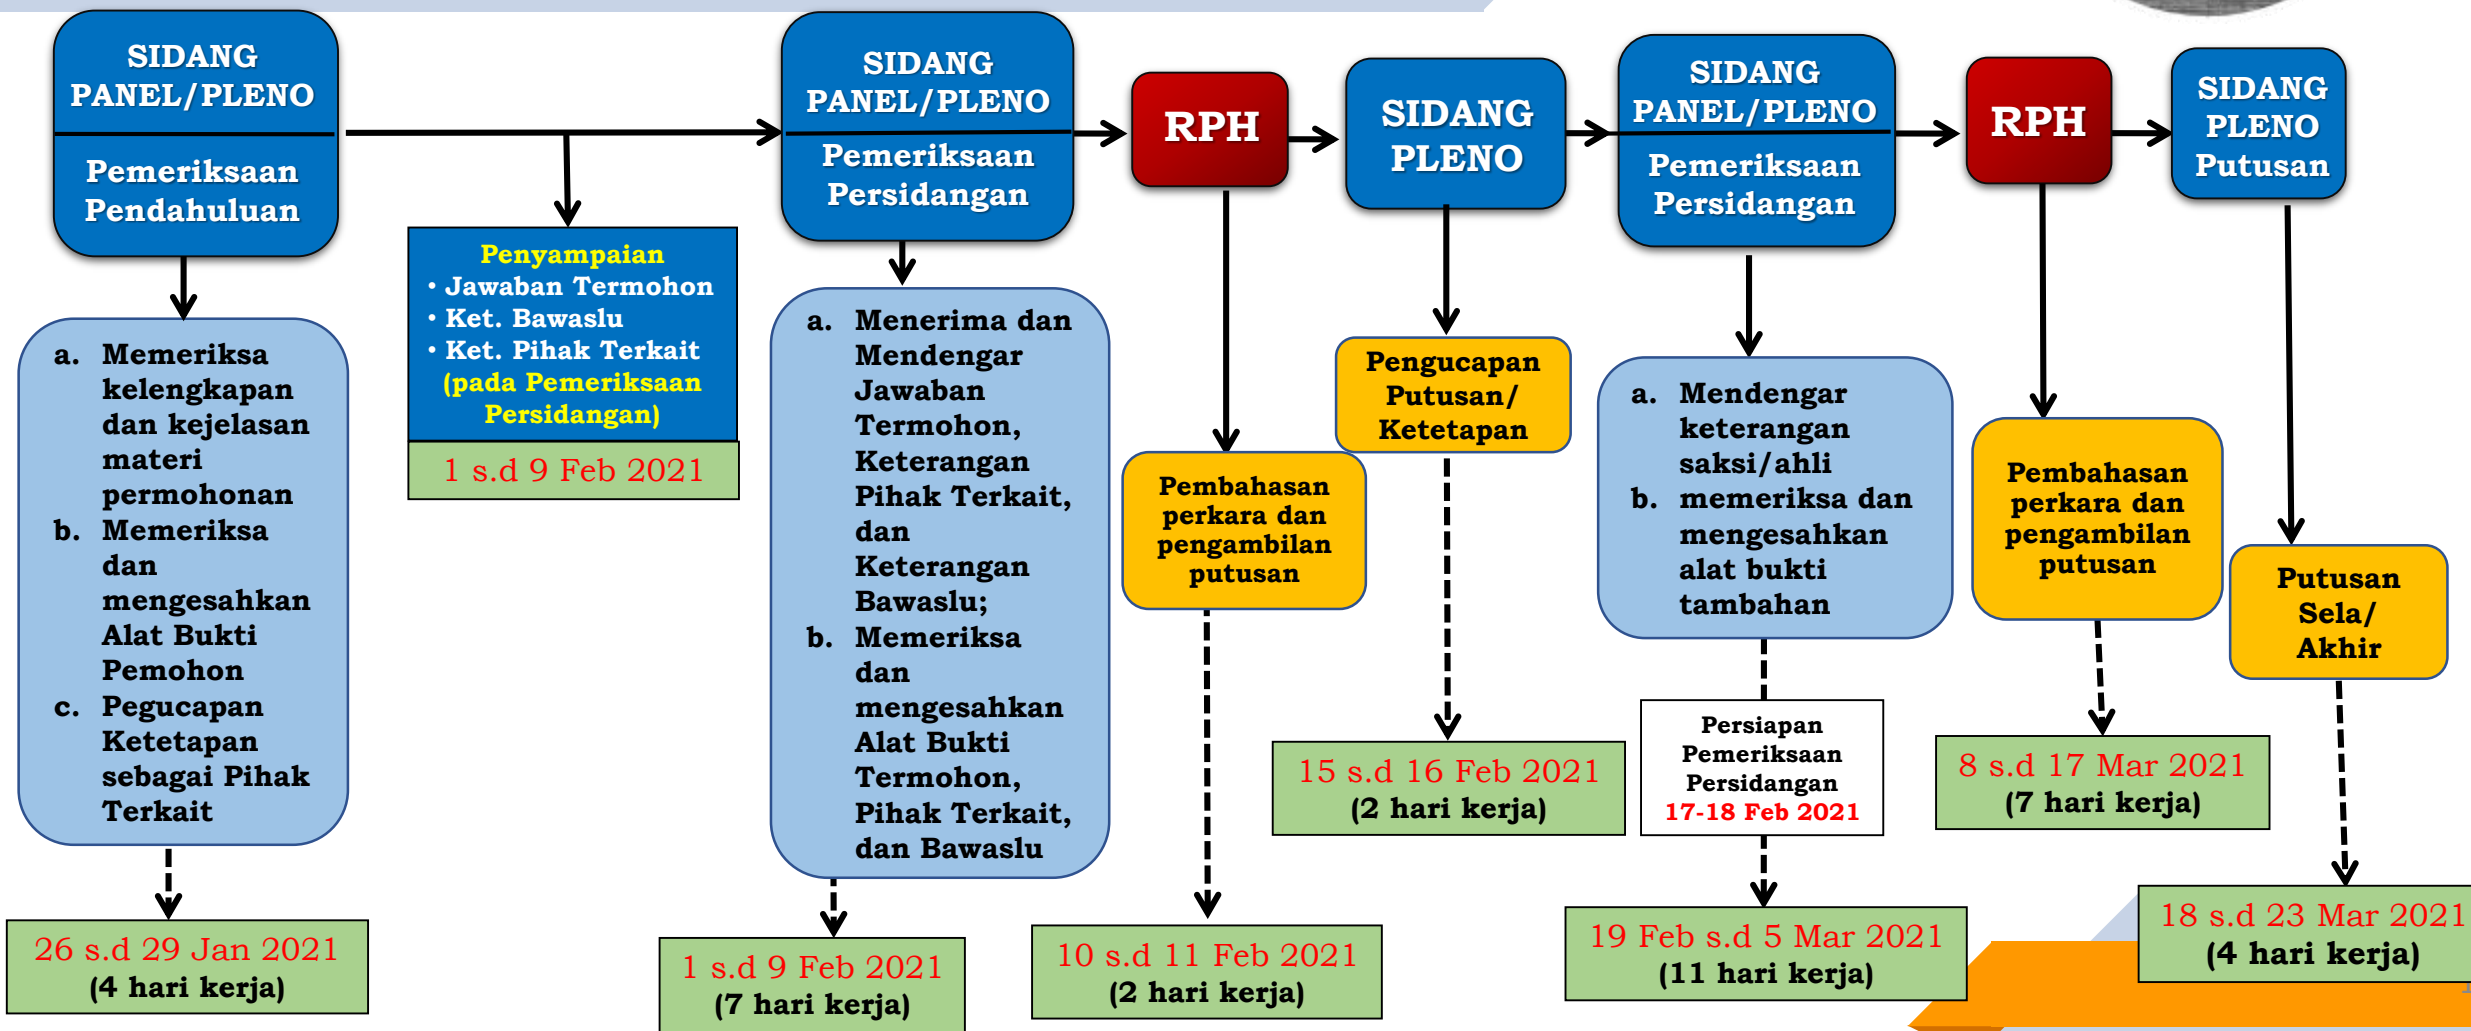 SIDANG
PANEL/PLENO
Pemeriksaan
Pendahuluan
a. Memeriksa
kelengkapan
dan kejelasan
materi
permohonan
b. Memeriksa
dan
mengesahkan
Alat Bukti
Pemohon
c. Pegucapan
Ketetapan
sebagai Pihak
Terkait
26 s.d 29 Jan 2021
(4 hari kerja)
Penyampaian
• Jawaban Termohon
• Ket. Bawaslu
• Ket. Pihak Terkait
(pada Pemeriksaan
Persidangan)
1 s.d 9 Feb 2021
SIDANG
PANEL/PLENO
Pemeriksaan
Persidangan
a. Menerima dan
Mendengar
Jawaban
Termohon,
Keterangan
Pihak Terkait,
dan
Keterangan
Bawaslu;
b. Memeriksa
dan
mengesahkan
Alat Bukti
Termohon,
Pihak Terkait,
dan Bawaslu
1 s.d 9 Feb 2021
(7 hari kerja)
RPH
Pembahasan
perkara dan
pengambilan
putusan
10 s.d 11 Feb 2021
(2 hari kerja)
SIDANG
PLENO
Pengucapan
Putusan/
Ketetapan
15 s.d 16 Feb 2021
(2 hari kerja)
SIDANG
PANEL/PLENO
Pemeriksaan
Persidangan
a. Mendengar
keterangan
saksi/ahli
b. memeriksa dan
mengesahkan
alat bukti
tambahan
Persiapan
Pemeriksaan
Persidangan
17-18 Feb 2021
19 Feb s.d 5 Mar 2021
(11 hari kerja)
RPH
Pembahasan
perkara dan
pengambilan
putusan
8 s.d 17 Mar 2021
(7 hari kerja)
SIDANG
PLENO
Putusan
Putusan
Sela/
Akhir
18 s.d 23 Mar 2021
(4 hari kerja)